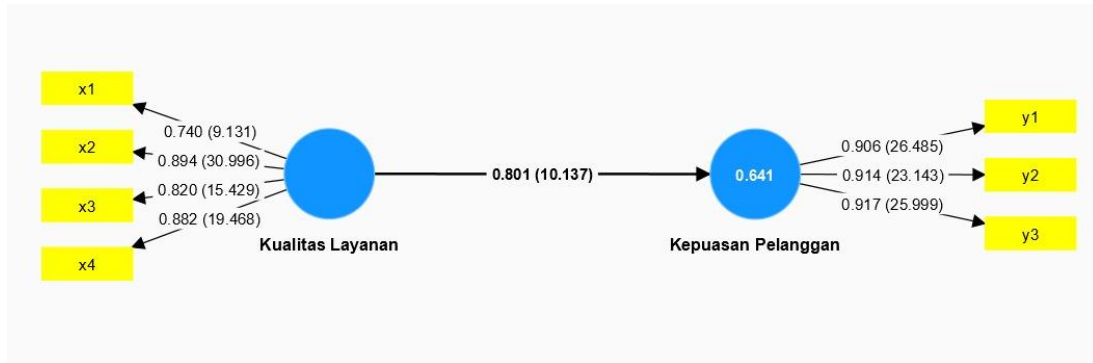 x1
x2
x3
x4
0.740 (9.131)
0.894 (30.996)
0.820 (15.429)
0.882 (19.468)
Kualitas Layanan
0.801 (10.137)
0.641
Kepuasan Pelanggan
0.906 (26.485)
0.914 (23.143)
0.917 (25.999)
y1
y2
y3